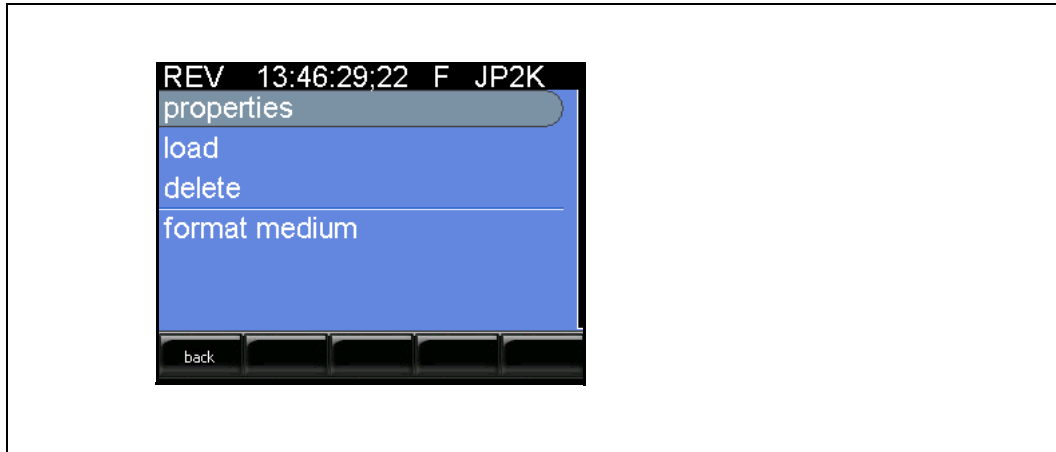 REV 13:46:29;22 F JP2K
properties
load
delete
format medium
back